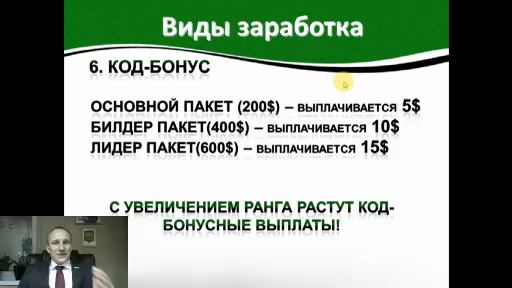 Виды заработка
6. КОД-БОНУС
ОСНОВНОЙ ПАКЕТ (200$) – ВЫПЛАЧИВАЕТСЯ 5$
БИЛДЕР ПАКЕТ(400$) – ВЫПЛАЧИВАЕТСЯ 10$
ЛИДЕР ПАКЕТ(600$) – ВЫПЛАЧИВАЕТСЯ 15$
С УВЕЛИЧЕНИЕМ РАНГА РАСТУТ КОД-
БОНУСНЫЕ ВЫПЛАТЫ!